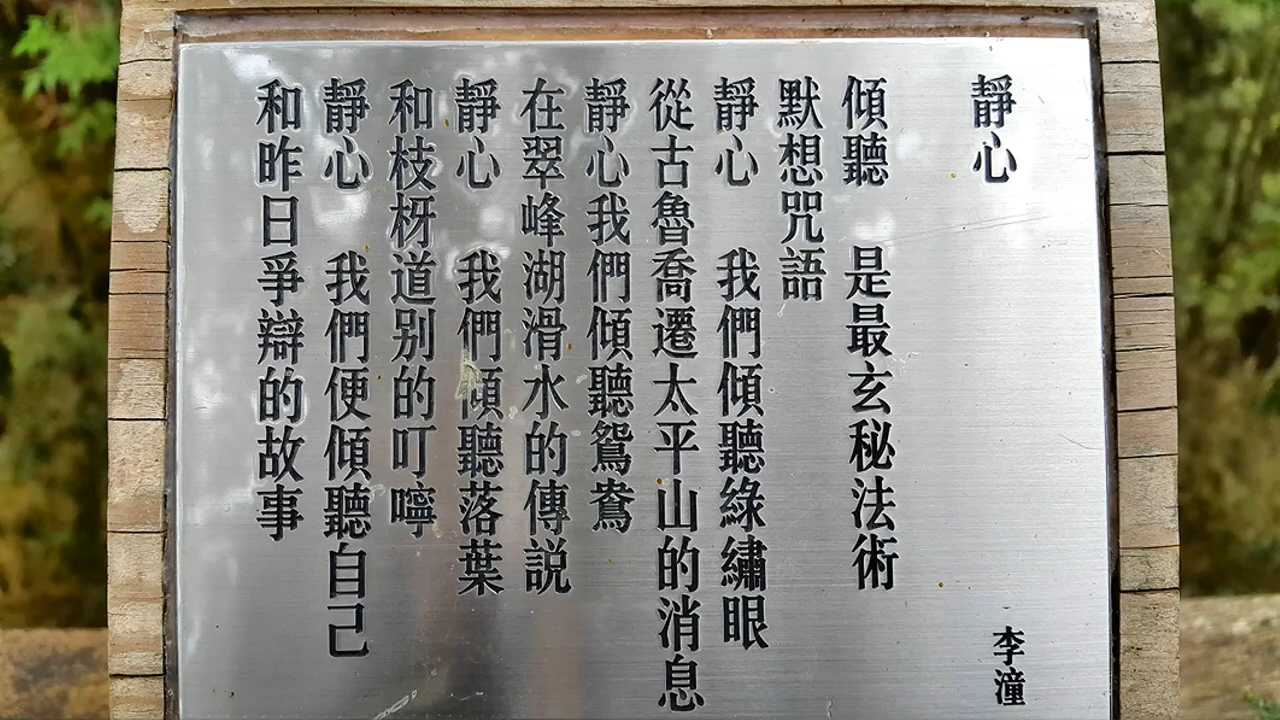 靜心
李潼
傾聽　是最玄秘法術
默想咒語
靜心　我們傾聽綠繡眼
從古魯喬遷太平山的消息
靜心我們傾聽鴛鴦
在翠峰湖滑水的傳説
靜心　我們傾聽落葉
和枝枒道别的叮嚀
靜心　我們便傾聽自己
和昨日爭辯的故事